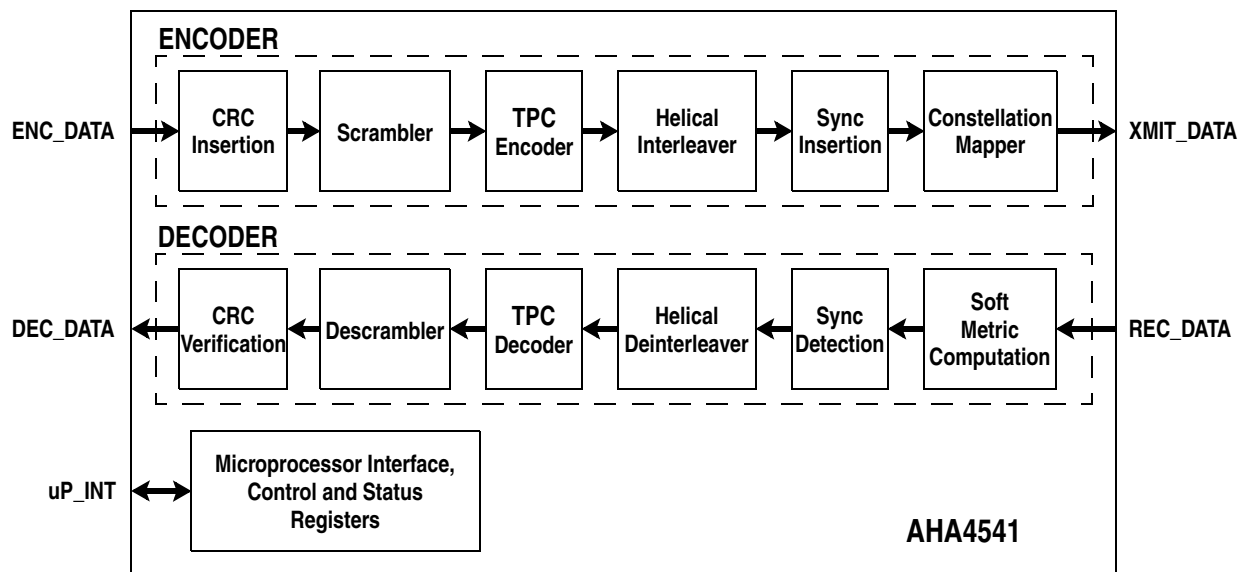 ENCODER
ENC_DATA
CRC
Insertion
Scrambler
TPC
Encoder
Helical
Interleaver
Sync
Insertion
Constellation
Mapper
XMIT_DATA
DECODER
DEC_DATA
CRC
Verification
Descrambler
TPC
Decoder
Helical
Deinterleaver
Sync
Detection
Soft
Metric
Computation
REC_DATA
uP_INT
Microprocessor Interface,
Control and Status
Registers
AHA4541